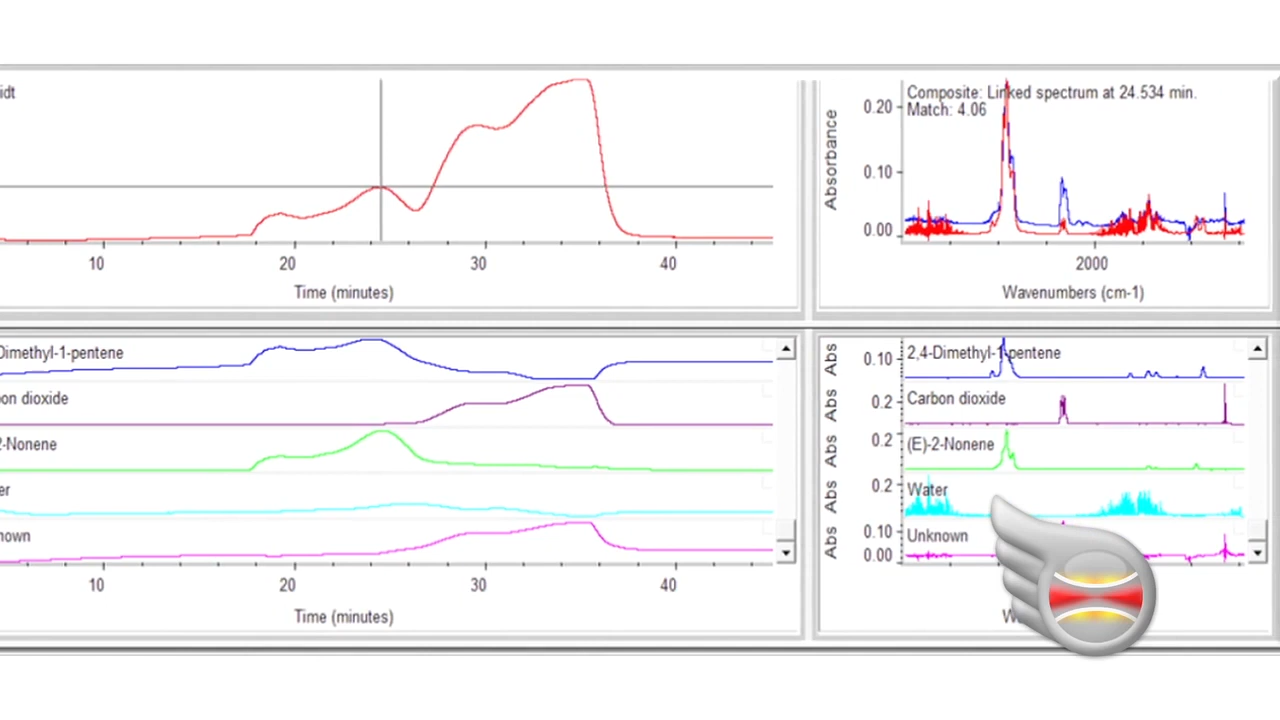 idt
10 20 30 40
Time (minutes)
Absorbance
0.20
0.10
0.00
Composite: Linked spectrum at 24.534 min.
Match: 4.06
2000
Wavenumbers (cm-1)
Dimethyl-1-pentene
on dioxide
2-Nonene
er
nown
10 20 30 40
Time (minutes)
Abs 0.10 2,4-Dimethyl-1-pentene
Abs 0.2 Carbon dioxide
Abs 0.2 (E)-2-Nonene
Abs 0.2 Water
Abs 0.10 Unknown
0.00
W